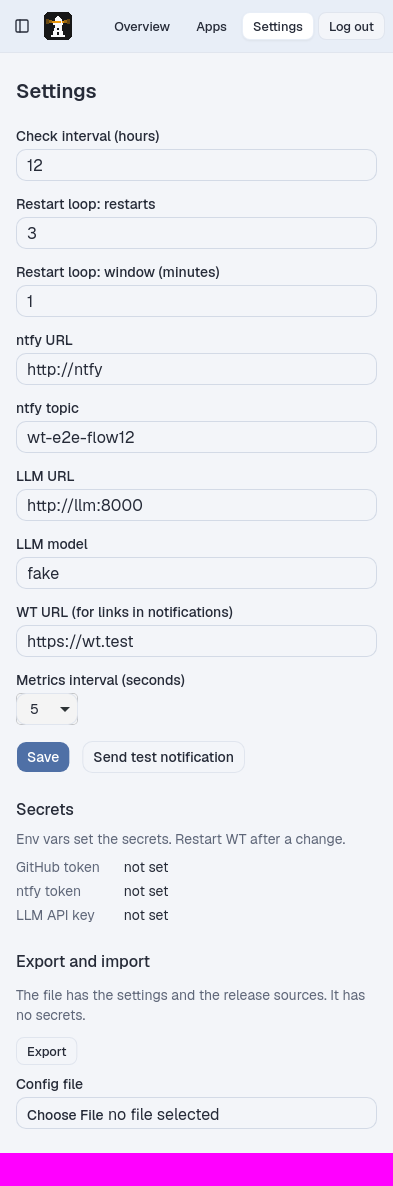 Overview Apps Settings Log out
Settings
Check interval (hours)
12
Restart loop: restarts
3
Restart loop: window (minutes)
1
ntfy URL
http://ntfy
ntfy topic
wt-e2e-flow12
LLM URL
http://llm:8000
LLM model
fake
WT URL (for links in notifications)
https://wt.test
Metrics interval (seconds)
5
Save Send test notification
Secrets
Env vars set the secrets. Restart WT after a change.
GitHub token not set
ntfy token not set
LLM API key not set
Export and import
The file has the settings and the release sources. It has
no secrets.
Export
Config file
Choose File no file selected